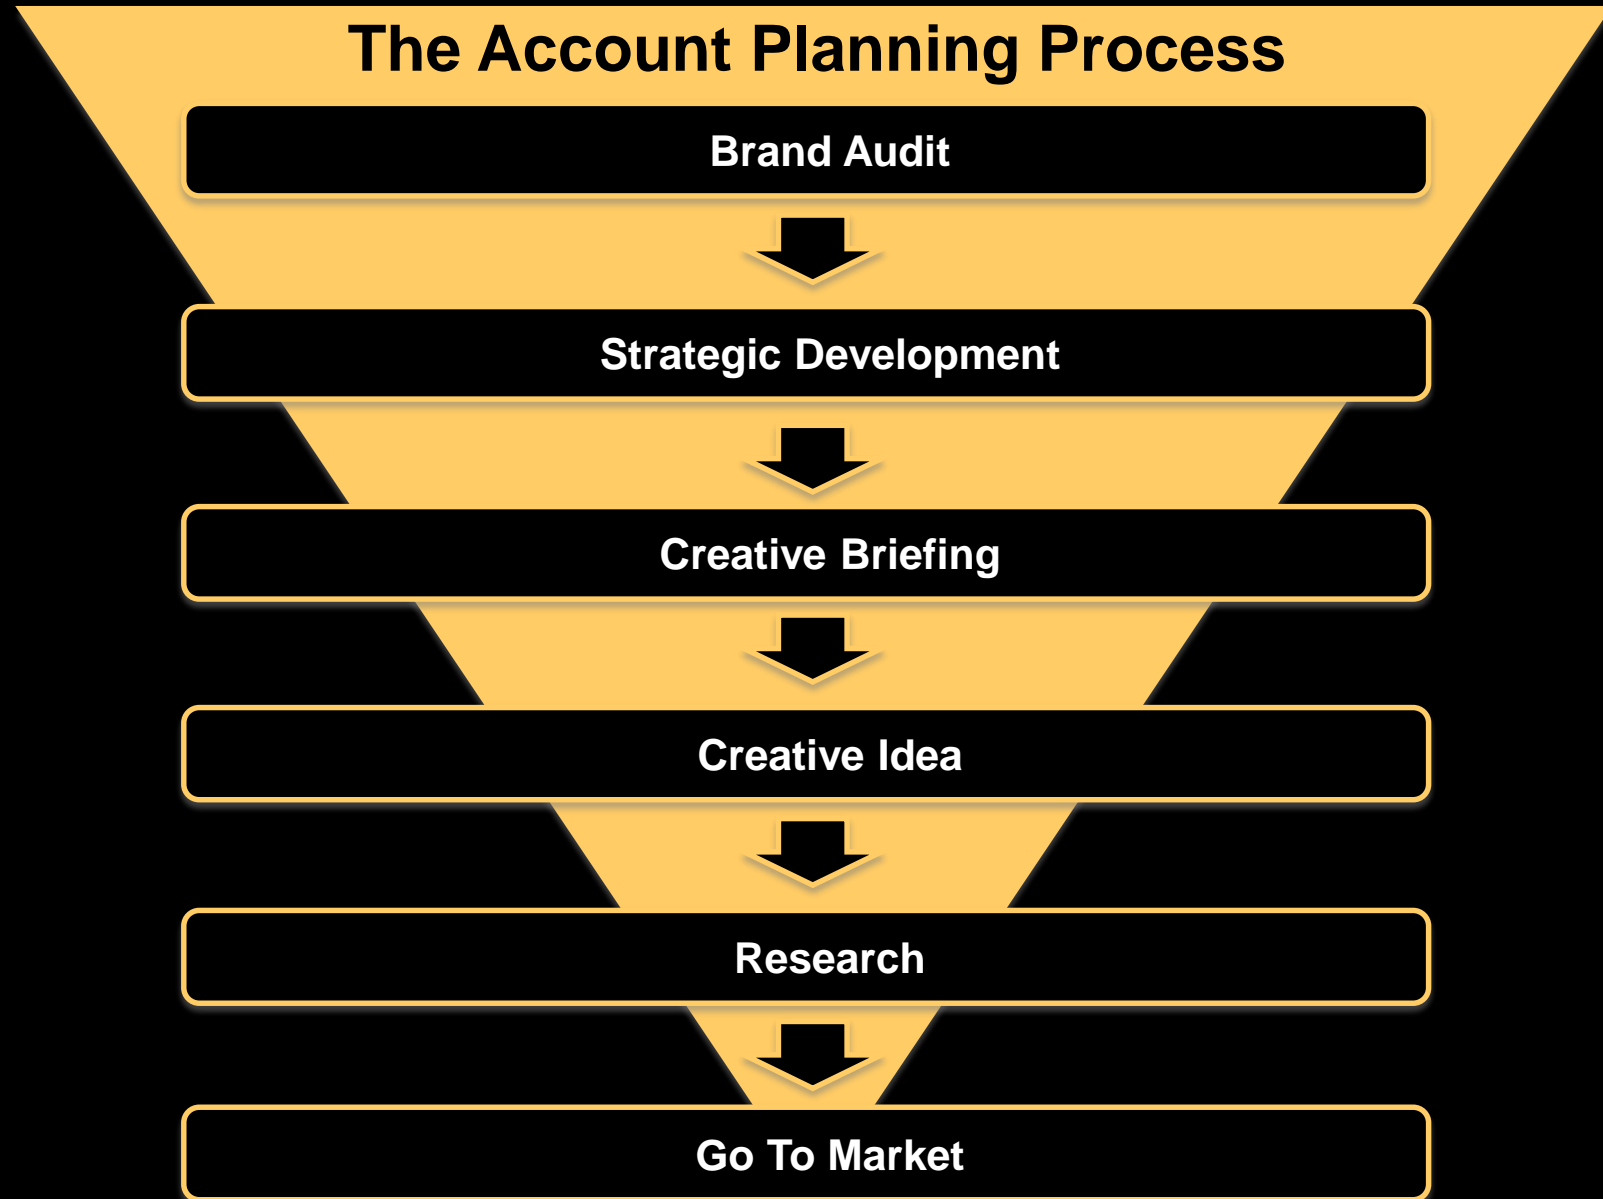 The Account Planning Process
Brand Audit
Strategic Development
Creative Briefing
Creative Idea
Research
Go To Market